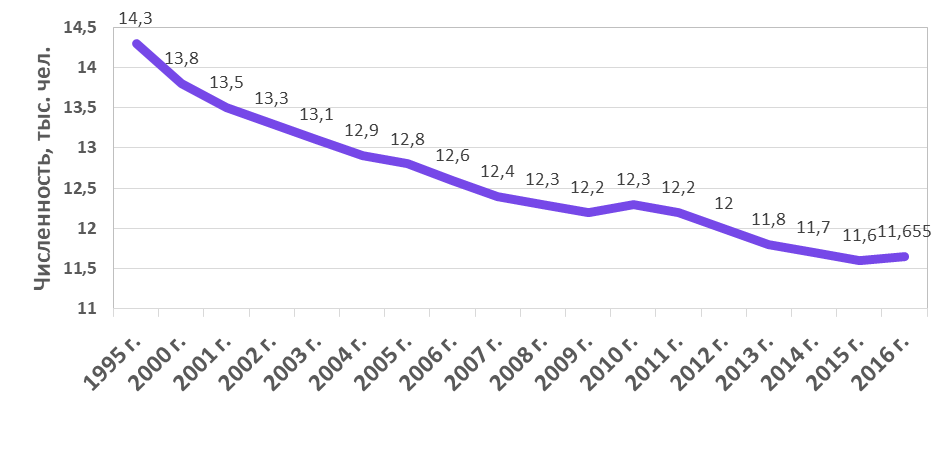 Численность, тыс. чел.
14,5
14
13,5
13
12,5
12
11,5
11
14,3
13,8
13,5
13,3
13,1
12,9
12,8
12,6
12,4
12,3
12,2
12,3
12,2
12
11,8
11,7
11,6
11,655
1995 г.
2000 г.
2001 г.
2002 г.
2003 г.
2004 г.
2005 г.
2006 г.
2007 г.
2008 г.
2009 г.
2010 г.
2011 г.
2012 г.
2013 г.
2014 г.
2015 г.
2016 г.